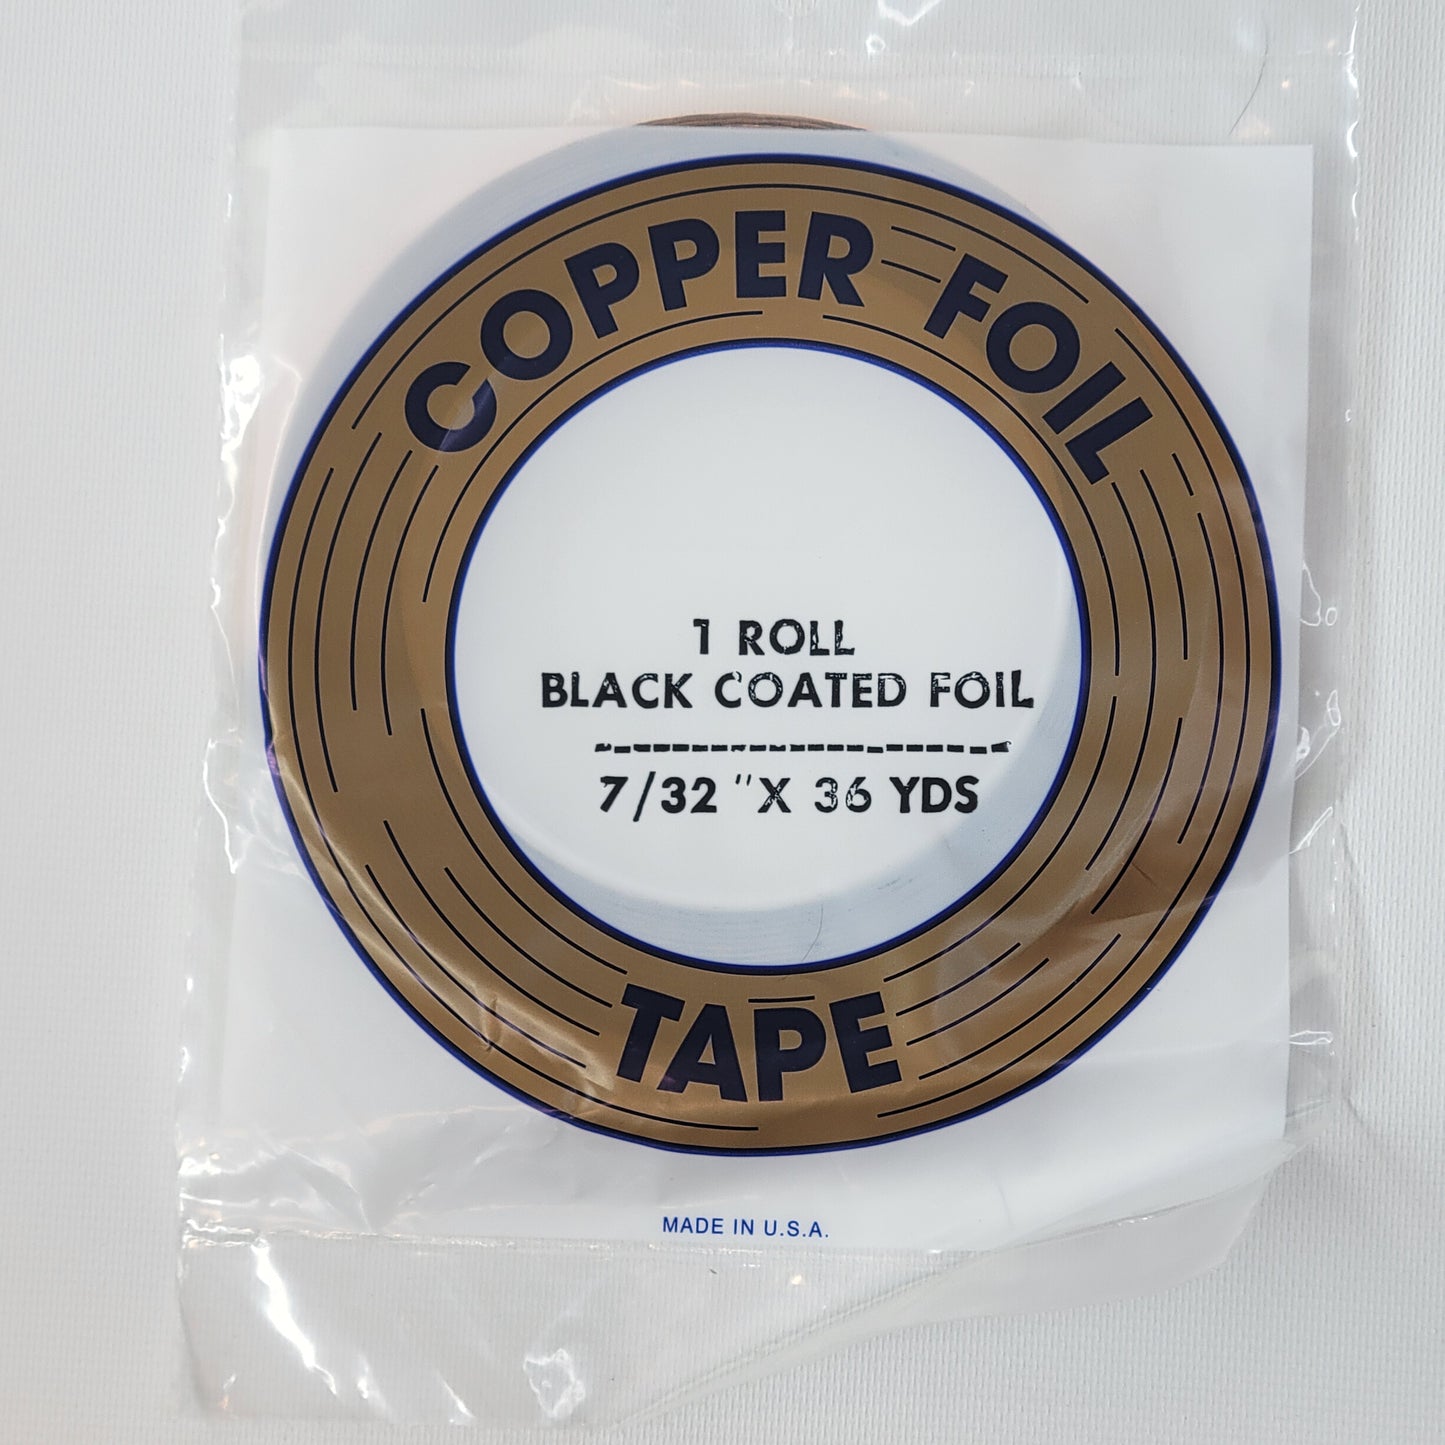 COPPER FOIL
1 ROLL
BLACK COATED FOIL
7/32 "X 36 YDS
TAPE
MADE IN U.S.A.